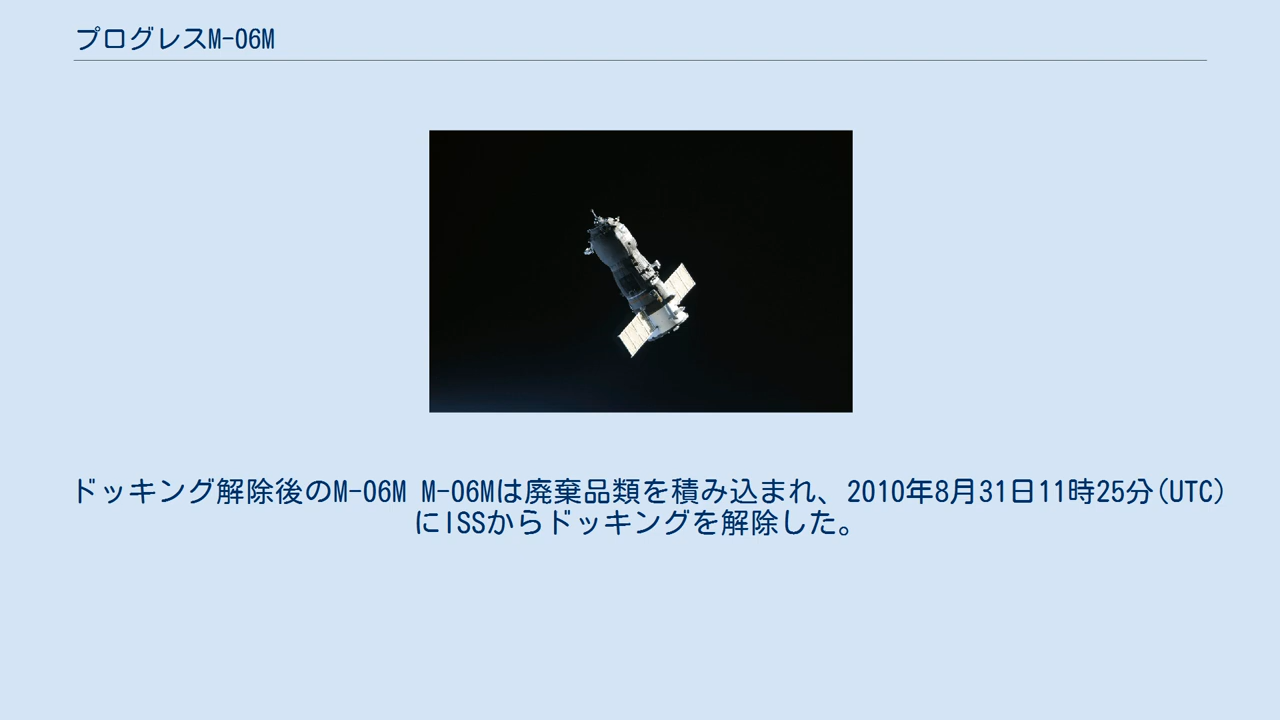 プログレスM-06M
ドッキング解除後のM-06M M-06Mは廃棄品類を積み込まれ、2010年8月31日11時25分(UTC)
にISSからドッキングを解除した。